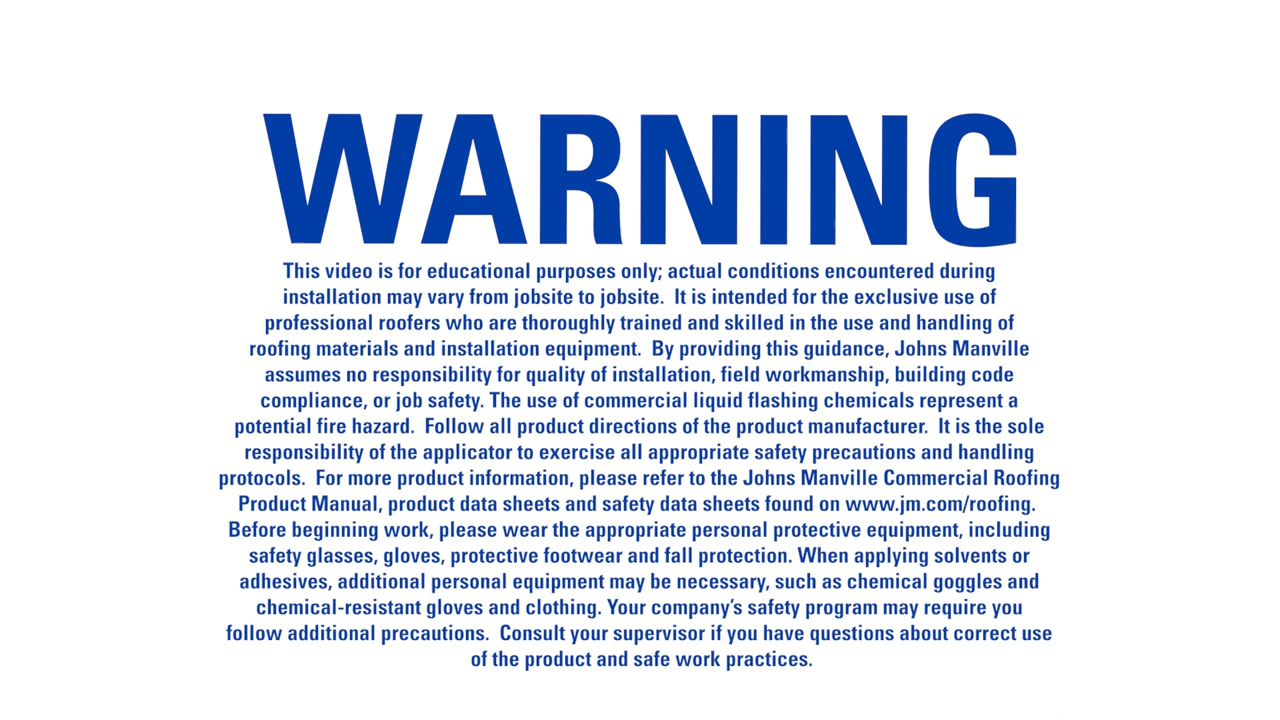 WARNING
This video is for educational purposes only; actual conditions encountered during
installation may vary from jobsite to jobsite.  It is intended for the exclusive use of
professional roofers who are thoroughly trained and skilled in the use and handling of
roofing materials and installation equipment.  By providing this guidance, Johns Manville
assumes no responsibility for quality of installation, field workmanship, building code
compliance, or job safety. The use of commercial liquid flashing chemicals represent a
potential fire hazard.  Follow all product directions of the product manufacturer.  It is the sole
responsibility of the applicator to exercise all appropriate safety precautions and handling
protocols.  For more product information, please refer to the Johns Manville Commercial Roofing
Product Manual, product data sheets and safety data sheets found on www.jm.com/roofing.
Before beginning work, please wear the appropriate personal protective equipment, including
safety glasses, gloves, protective footwear and fall protection. When applying solvents or
adhesives, additional personal equipment may be necessary, such as chemical goggles and
chemical-resistant gloves and clothing. Your company’s safety program may require you
follow additional precautions.  Consult your supervisor if you have questions about correct use
of the product and safe work practices.